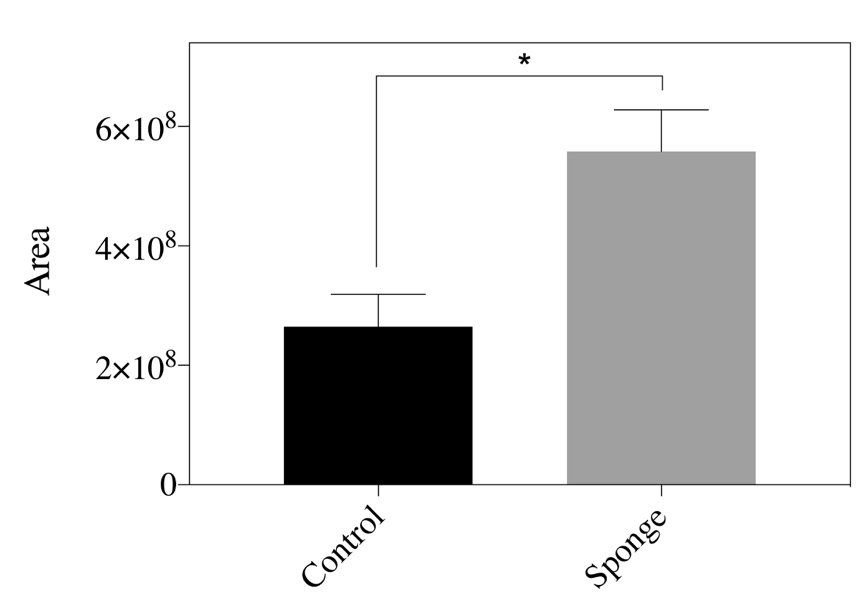 *
6×10⁸
4×10⁸
2×10⁸
0
Area
Control
Sponge